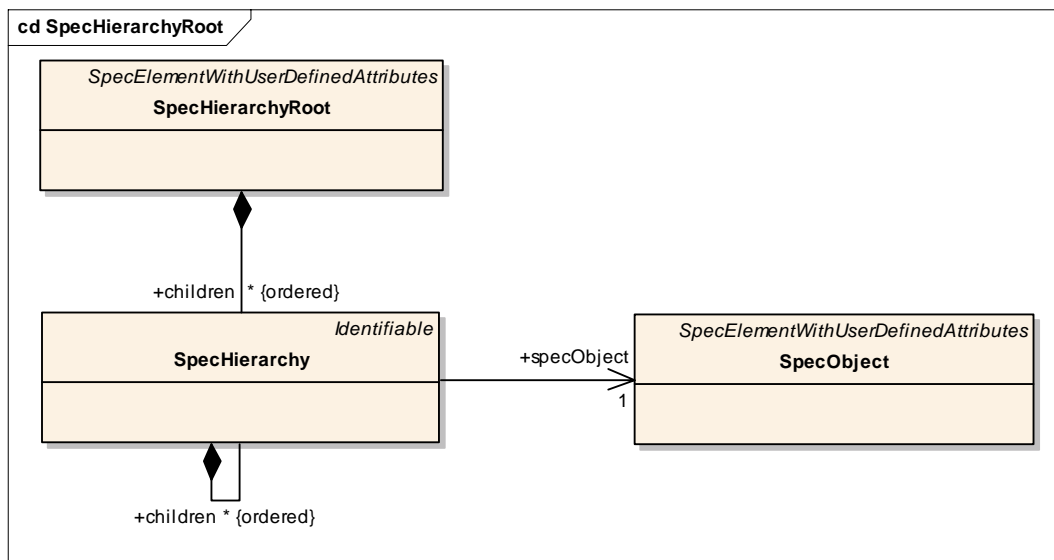 cd SpecHierarchyRoot
SpecElementWithUserDefinedAttributes
SpecHierarchyRoot
+children * {ordered}
Identifiable
SpecHierarchy
+specObject
1
SpecElementWithUserDefinedAttributes
SpecObject
+children * {ordered}